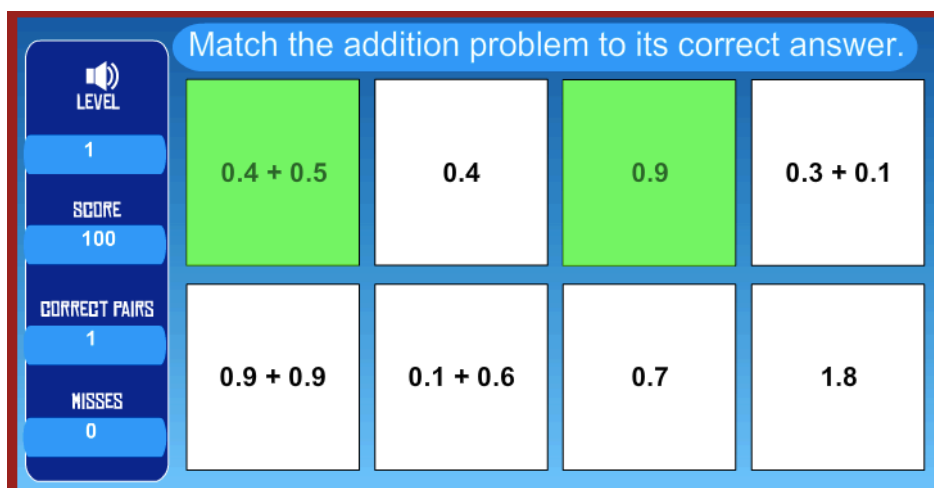 Match the addition problem to its correct answer.
LEVEL
1
SCORE
100
CORRECT PAIRS
1
MISSES
0
0.4 + 0.5
0.4
0.9
0.3 + 0.1
0.9 + 0.9
0.1 + 0.6
0.7
1.8